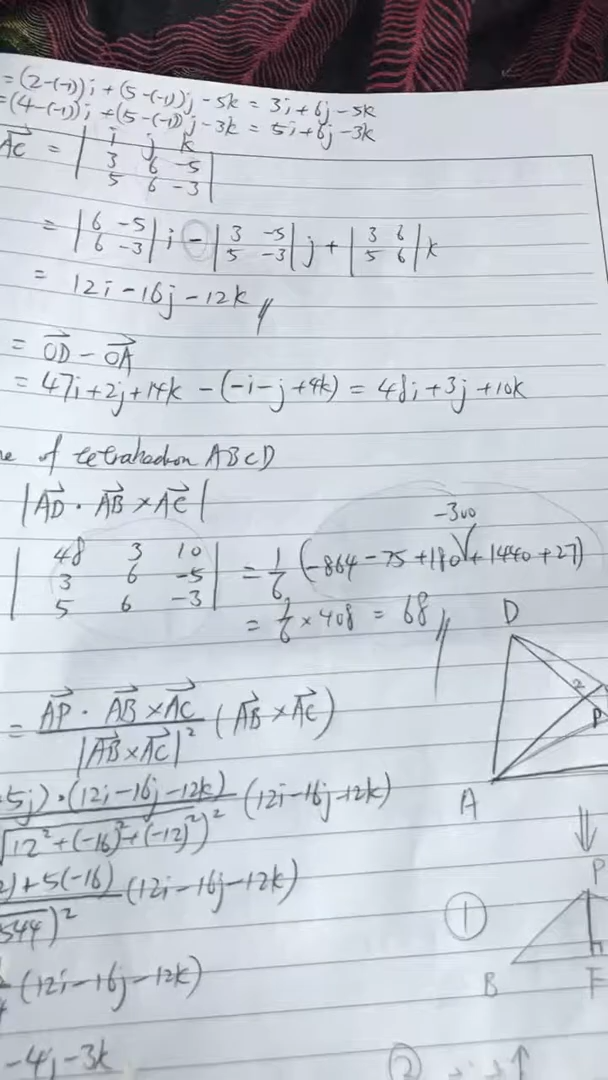 =(2-(-1))i+(5-(-1))j-5k = 3i+6j-5k
=(4-(-1))i+(5-(-1))j-3k = 5i+6j-3k
AC = | i j k
3 6 -5
5 6 -3 |
= |6 -5
6 -3| i - |3 -5
5 -3| j + |3 6
5 6| k
= 12i-16j-12k //
= OD - OA
= 47i+2j+14k -(-i-j+4k) = 48i+3j+10k
of tetrahedron ABCD
|AD · AB × AC|
-300
| 48 3 10
3 6 -5
5 6 -3 | = 1/6 (-864-75+180+1440+27)
= 1/6 × 408 = 68 //
D
= AP · AB × AC / |AB × AC|² (AB × AC)
5j)·(12i-16j-12k) / √12²+(-16)²+(-12)²)² (12i-16j-12k)
A
)+5(-16) / 544)² (12i-16j-12k)
P
①
(12i-16j-12k)
B F
-4j-3k
②